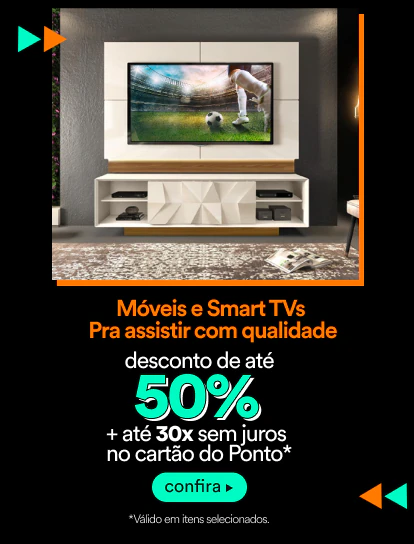 Móveis e Smart TVs
Pra assistir com qualidade
desconto de até
50%
+ até 30x sem juros
no cartão do Ponto*
confira ▸
*Válido em itens selecionados.